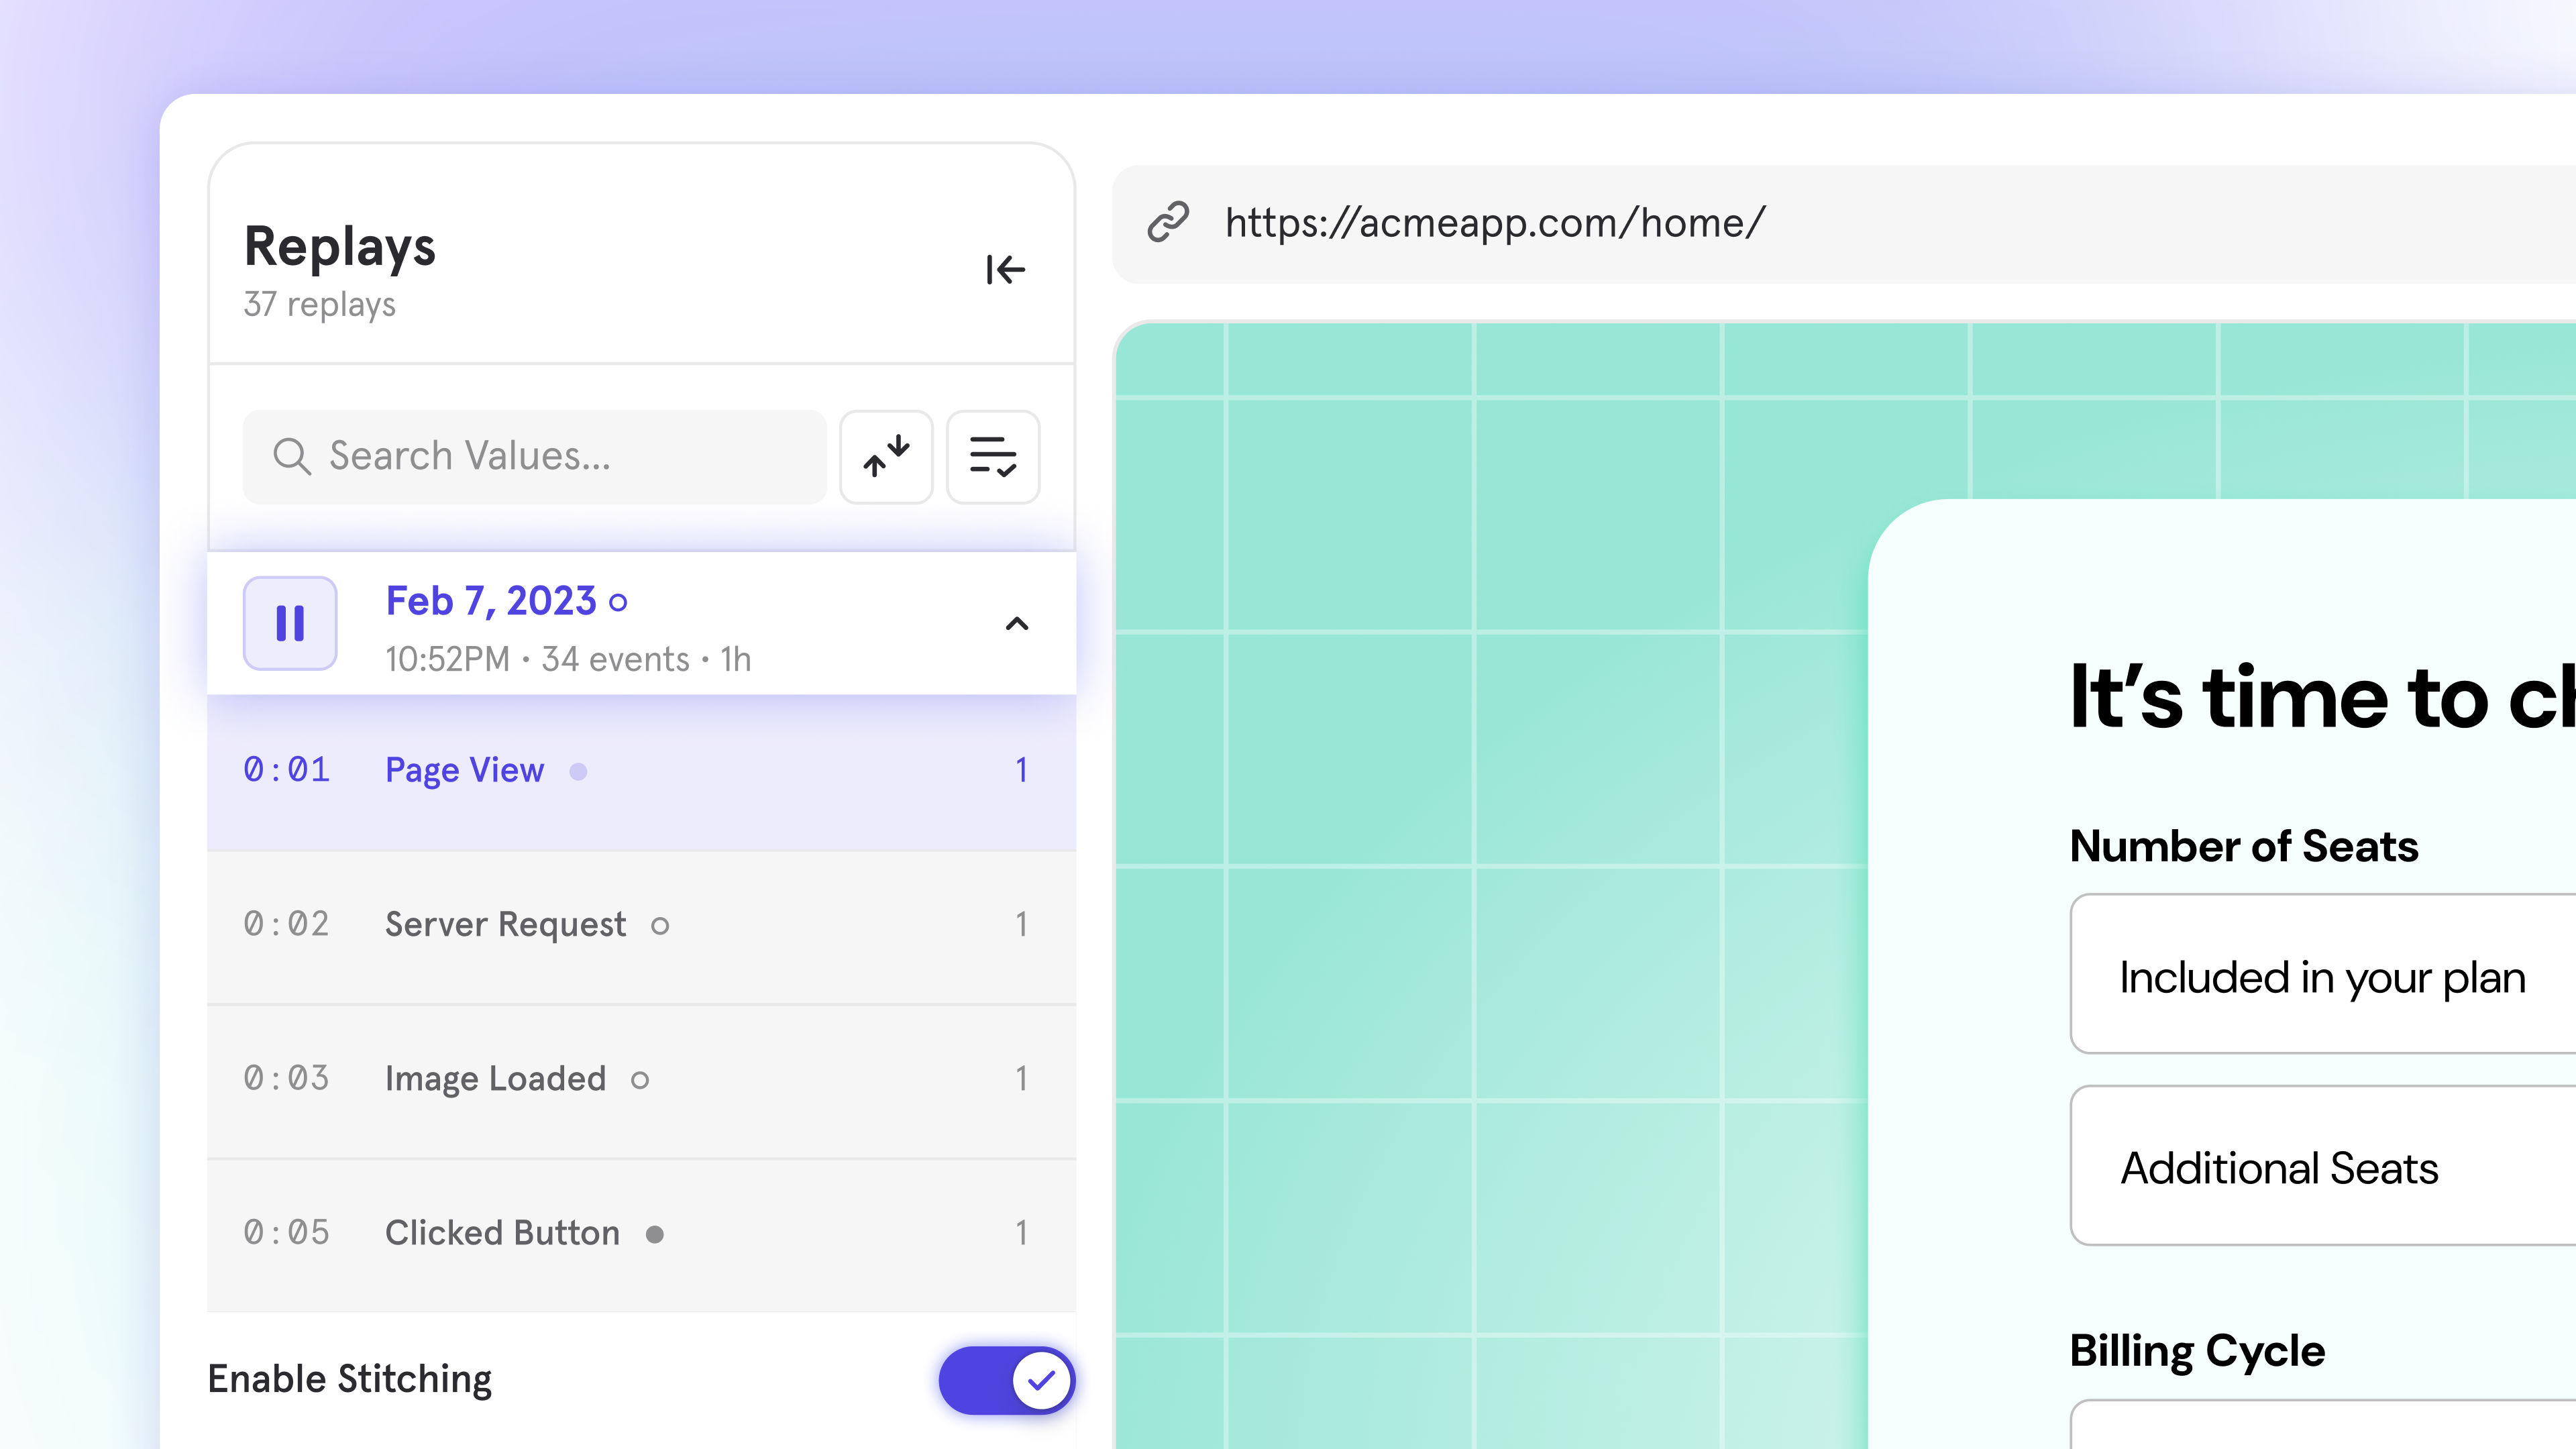 Replays
37 replays
Search Values...
Feb 7, 2023
10:52PM • 34 events • 1h
0:01 Page View 1
0:02 Server Request 1
0:03 Image Loaded 1
0:05 Clicked Button 1
Enable Stitching
https://acmeapp.com/home/
It’s time to ch
Number of Seats
Included in your plan
Additional Seats
Billing Cycle